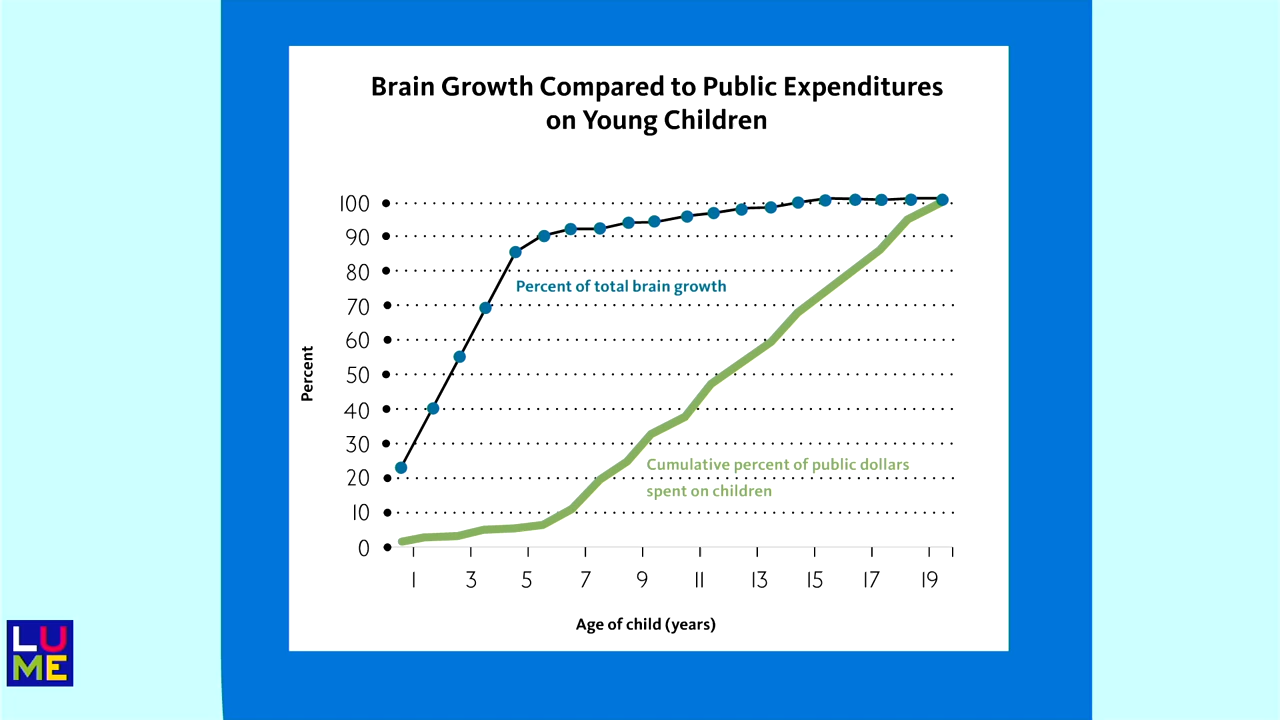 Brain Growth Compared to Public Expenditures
on Young Children
100
90
80
70
60
50
40
30
20
10
0
Percent
Percent of total brain growth
Cumulative percent of public dollars
spent on children
1 3 5 7 9 11 13 15 17 19
Age of child (years)
LU
ME